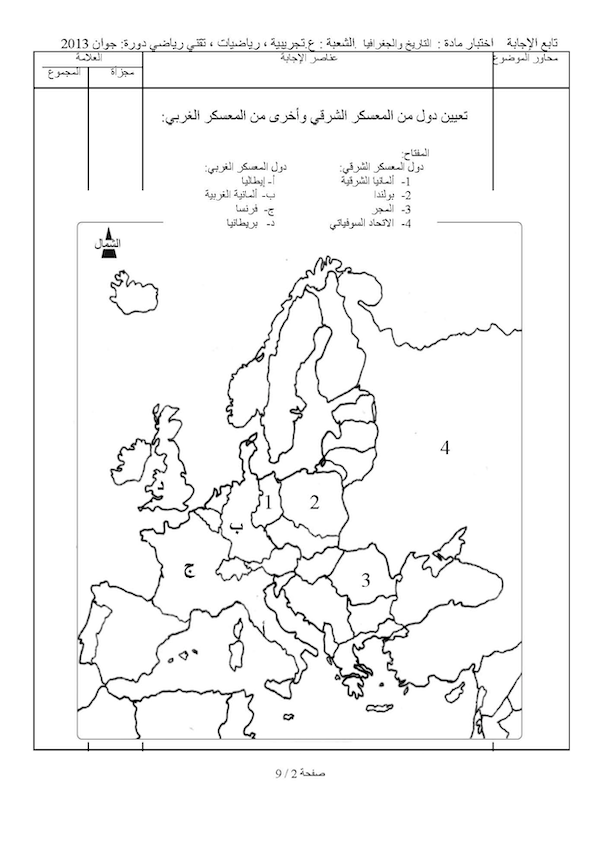 تابع الإجابة اختبار مادة : التاريخ والجغرافيا .الشعبة : ع.تجريبية ، رياضيات ، تقني رياضي دورة: جوان 2013
محاور الموضوع
عناصر الإجابة
العلامة
مجزأة
المجموع
تعيين دول من المعسكر الشرقي وأخرى من المعسكر الغربي:
المفتاح:
دول المعسكر الشرقي:
1- ألمانيا الشرقية
2- بولندا
3- المجر
4- الاتحاد السوفياتي
دول المعسكر الغربي:
أ- إيطاليا
ب- ألمانية الغربية
ج- فرنسا
د- بريطانيا
الشمال
4
د
1
2
ب
ج
3
أ
صفحة 2 / 9